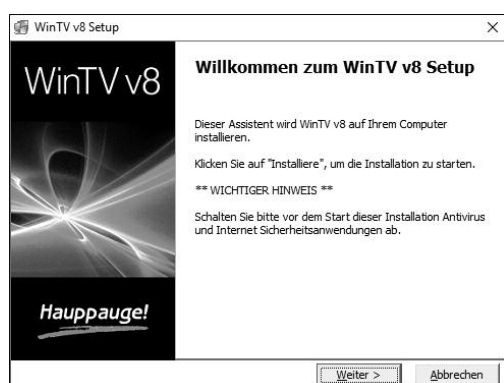 WinTV v8 Setup
WinTV v8
Willkommen zum WinTV v8 Setup
Dieser Assistent wird WinTV v8 auf Ihrem Computer
installieren.
Klicken Sie auf "Installiere", um die Installation zu starten.
** WICHTIGER HINWEIS **
Schalten Sie bitte vor dem Start dieser Installation Antivirus
und Internet Sicherheitsanwendungen ab.
Hauppauge!
Weiter >
Abbrechen